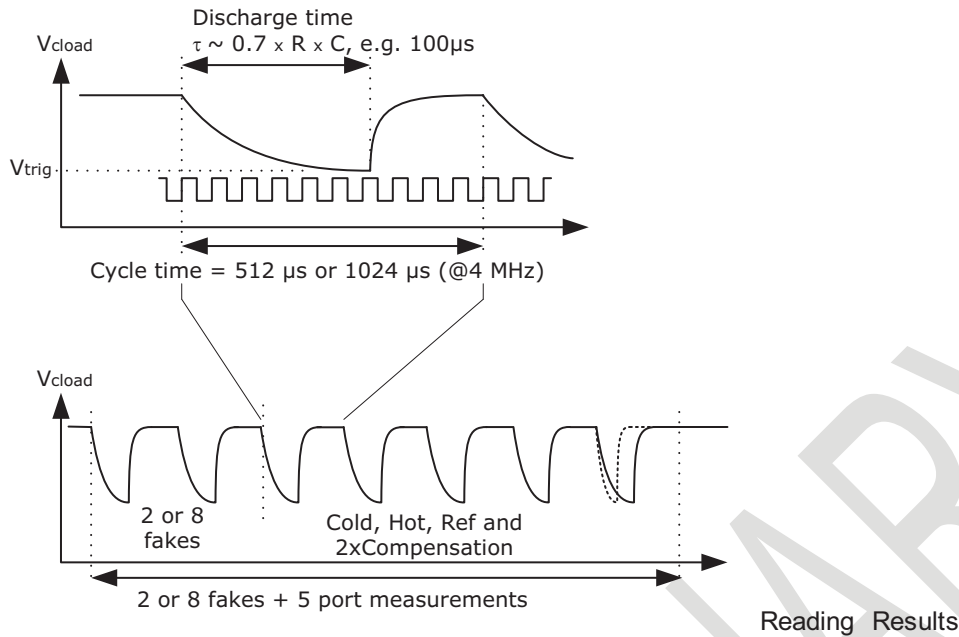 Discharge time
τ ~ 0.7 x R x C, e.g. 100µs
Vcload
Vtrig
Cycle time = 512 µs or 1024 µs (@4 MHz)
Vcload
2 or 8
fakes
Cold, Hot, Ref and
2xCompensation
2 or 8 fakes + 5 port measurements
Reading Results